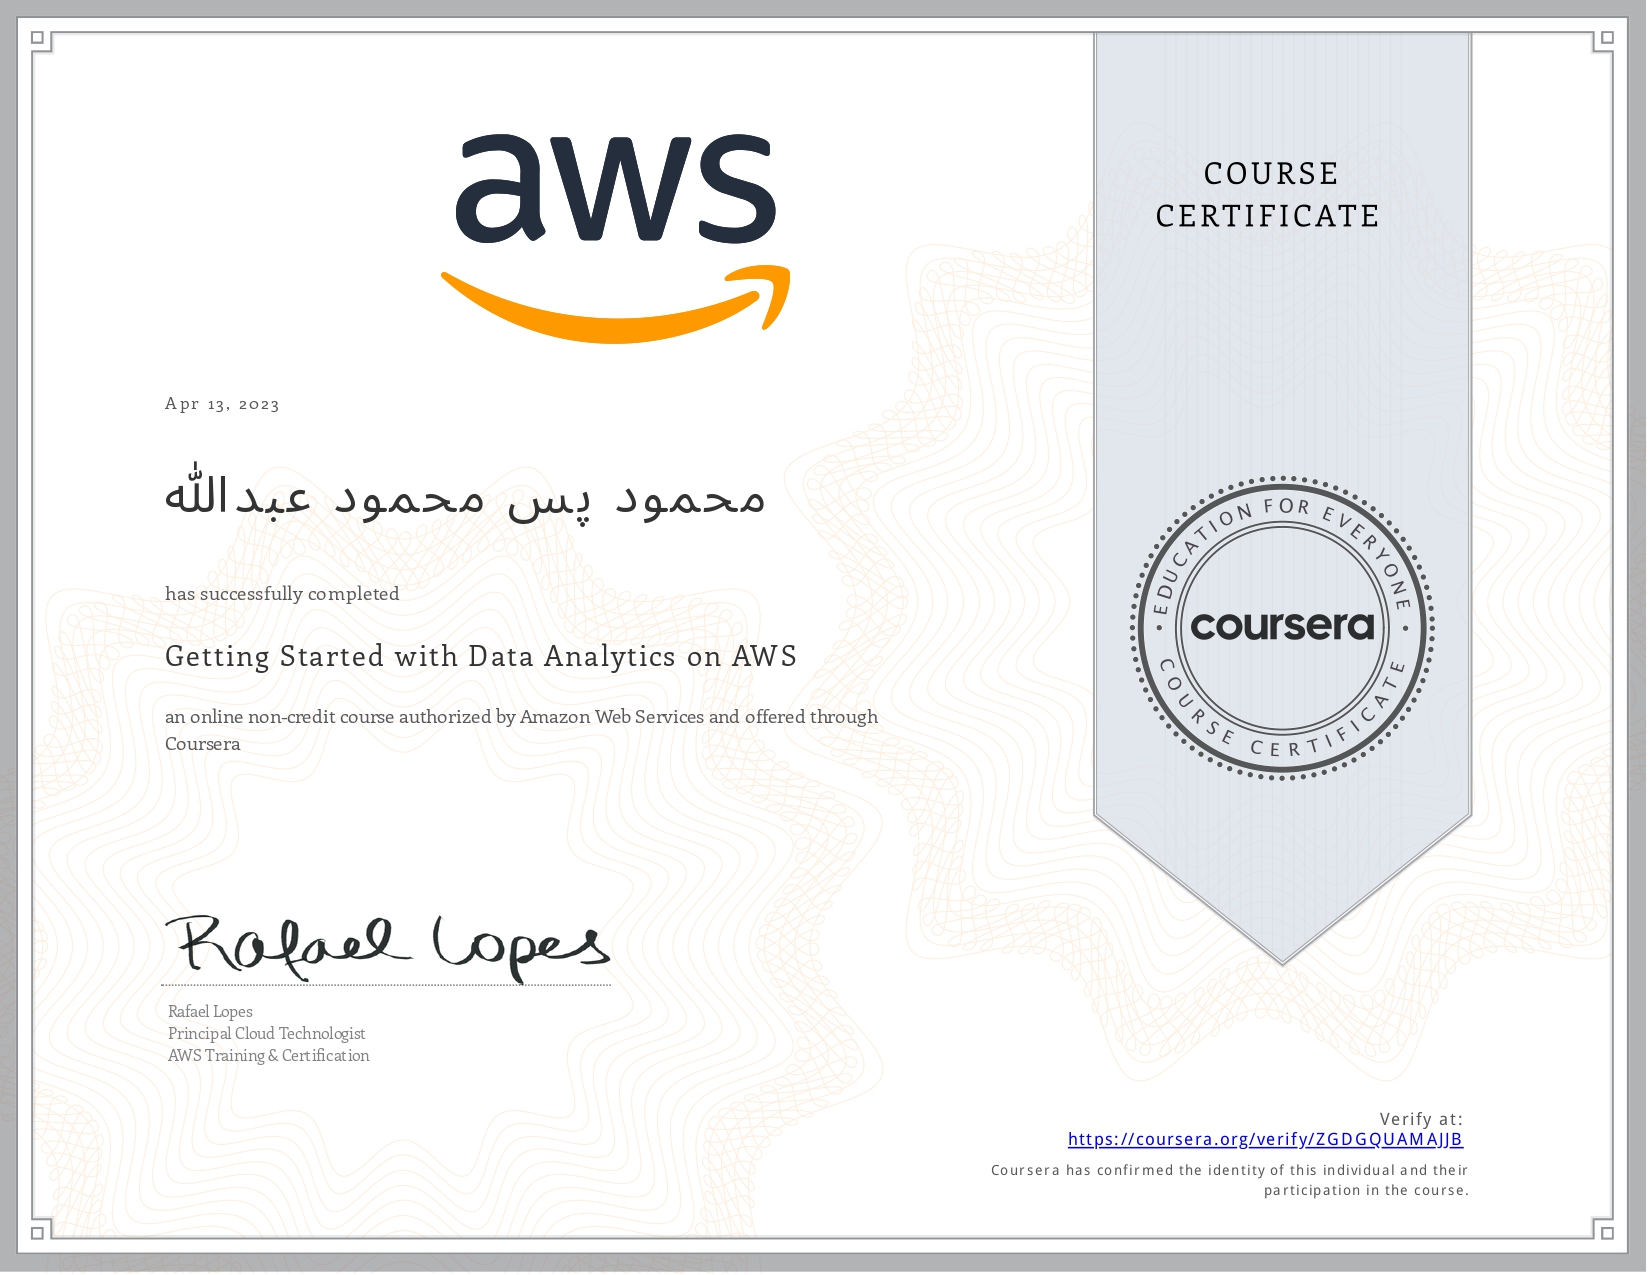 aws
COURSE
CERTIFICATE
Apr 13, 2023
محمود پس محمود عبدالله
has successfully completed
Getting Started with Data Analytics on AWS
an online non-credit course authorized by Amazon Web Services and offered through
Coursera
EDUCATION FOR EVERYONE
coursera
COURSE CERTIFICATE
Rafael Lopes
Rafael Lopes
Principal Cloud Technologist
AWS Training & Certification
Verify at:
https://coursera.org/verify/ZGDGQUAMAJJB
Coursera has confirmed the identity of this individual and their
participation in the course.